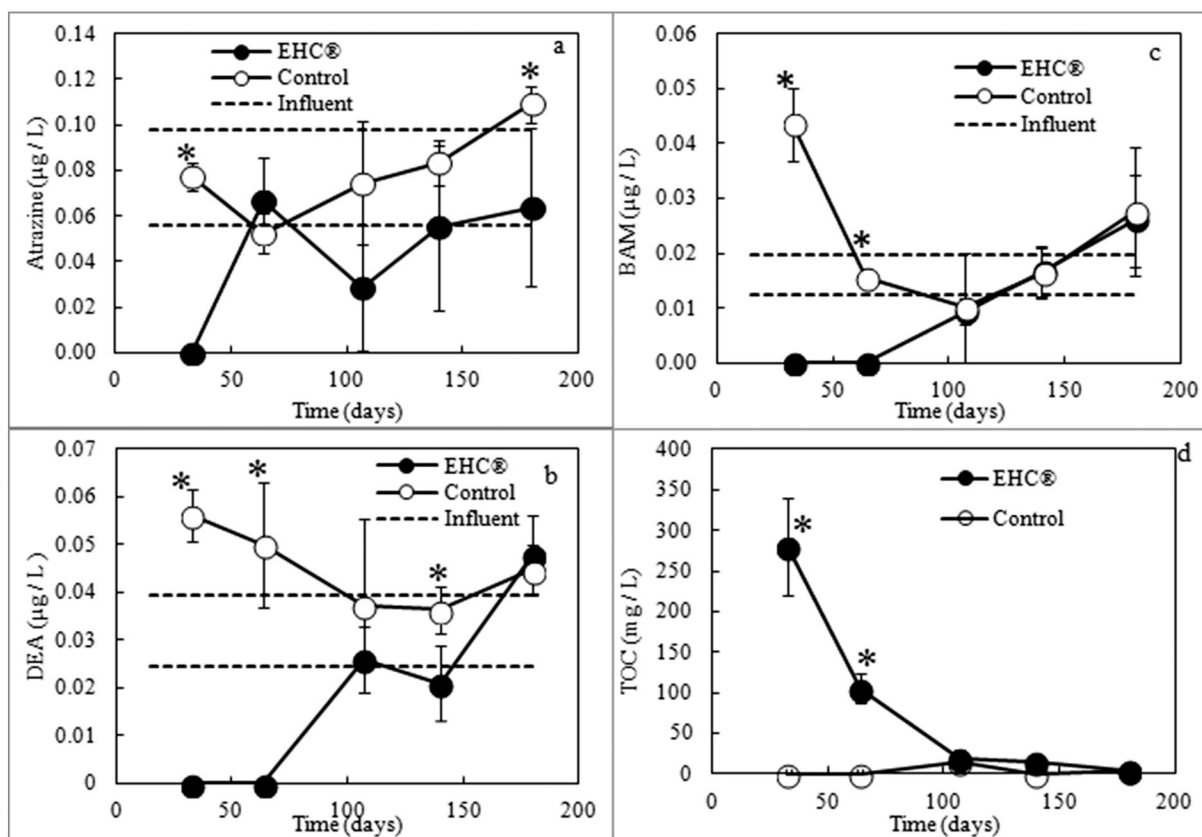 a
EHC®
Control
Influent
*
*
Atrazine (µg / L)
0.14
0.12
0.10
0.08
0.06
0.04
0.02
0.00
0 50 100 150 200
Time (days)
c
EHC®
Control
Influent
*
*
BAM (µg / L)
0.06
0.05
0.04
0.03
0.02
0.01
0.00
0 50 100 150 200
Time (days)
b
EHC®
Control
Influent
*
*
*
DEA (µg / L)
0.07
0.06
0.05
0.04
0.03
0.02
0.01
0
0 50 100 150 200
Time (days)
d
EHC®
Control
*
*
TOC (mg / L)
400
350
300
250
200
150
100
50
0
0 50 100 150 200
Time (days)